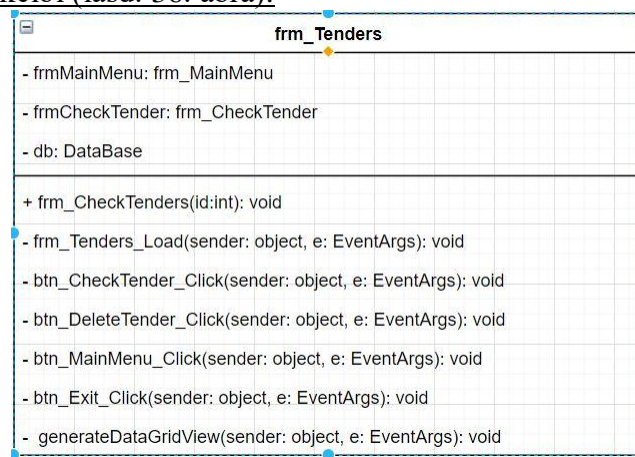 frm_Tenders
- frmMainMenu: frm_MainMenu
- frmCheckTender: frm_CheckTender
- db: DataBase
+ frm_CheckTenders(id:int): void
- frm_Tenders_Load(sender: object, e: EventArgs): void
- btn_CheckTender_Click(sender: object, e: EventArgs): void
- btn_DeleteTender_Click(sender: object, e: EventArgs): void
- btn_MainMenu_Click(sender: object, e: EventArgs): void
- btn_Exit_Click(sender: object, e: EventArgs): void
- generateDataGridView(sender: object, e: EventArgs): void